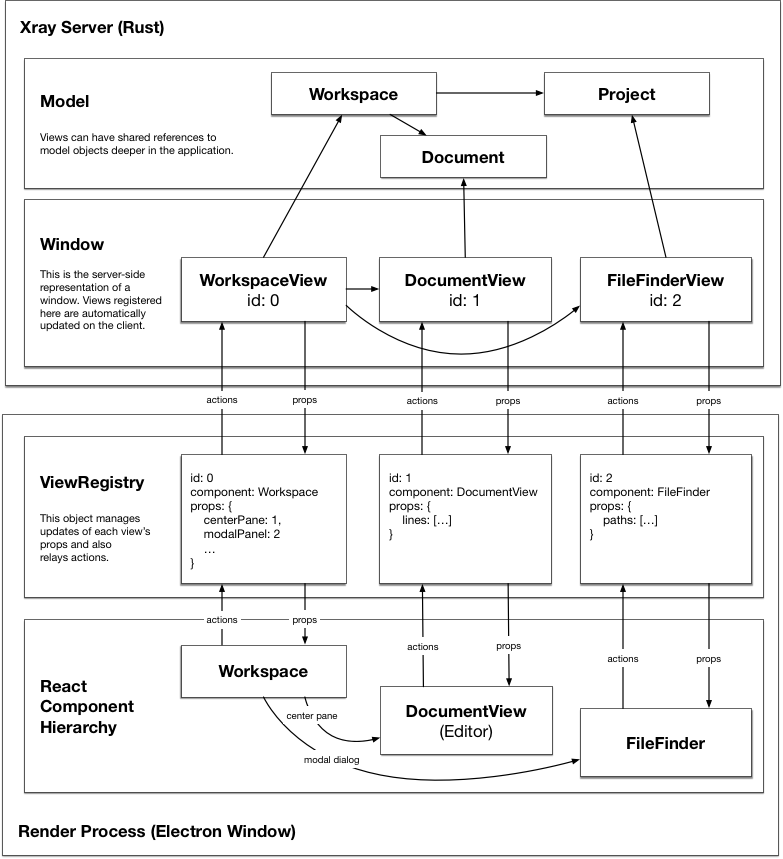 Xray Server (Rust)
Model
Views can have shared references to
model objects deeper in the application.
Workspace
Project
Document
Window
This is the server-side
representation of a
window. Views registered
here are automatically
updated on the client.
WorkspaceView
id: 0
DocumentView
id: 1
FileFinderView
id: 2
actions
props
actions
props
actions
props
ViewRegistry
This object manages
updates of each view's
props and also
relays actions.
id: 0
component: Workspace
props: {
centerPane: 1,
modalPanel: 2
…
}
id: 1
component: DocumentView
props: {
lines: […]
}
id: 2
component: FileFinder
props: {
paths: […]
}
actions
props
actions
props
actions
props
React
Component
Hierarchy
Workspace
center pane
modal dialog
DocumentView
(Editor)
FileFinder
Render Process (Electron Window)